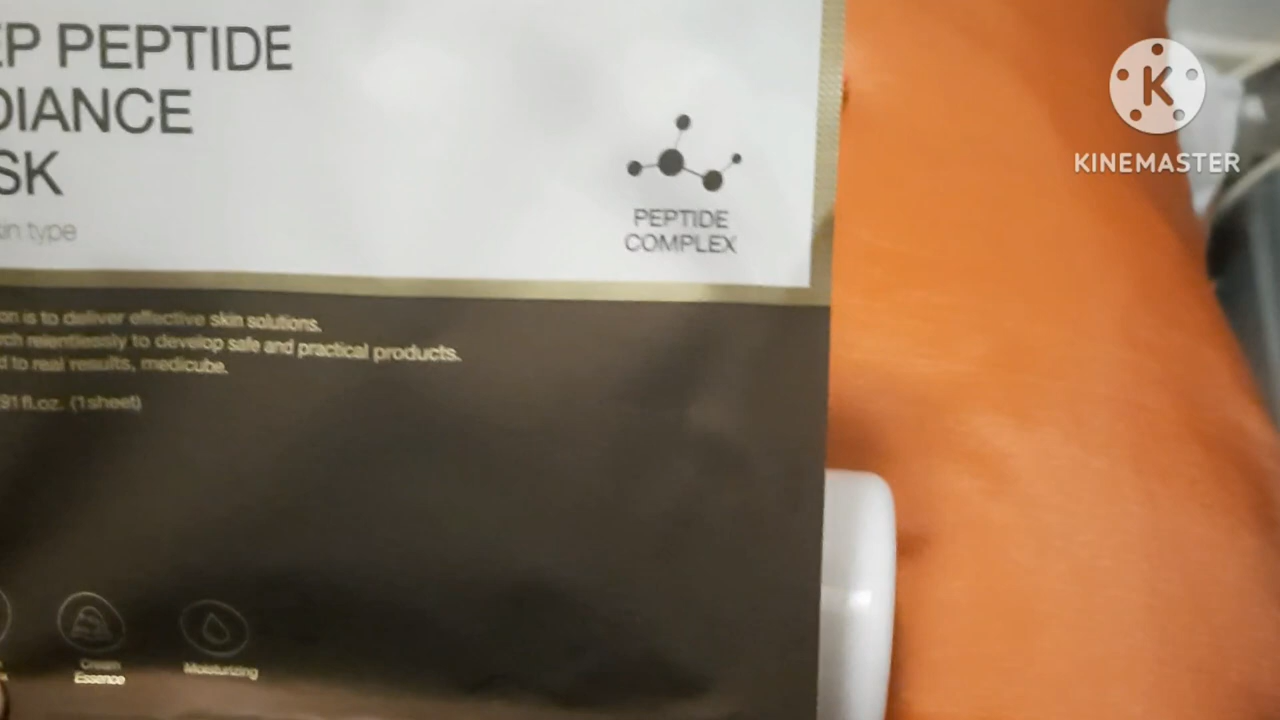 EP PEPTIDE
DIANCE
SK
in type
PEPTIDE
COMPLEX
on is to deliver effective skin solutions.
rch relentlessly to develop safe and practical products.
d to real results, medicube.
91 fl.oz. (1sheet)
Cream
Essence
Moisturizing
K
KINEMASTER